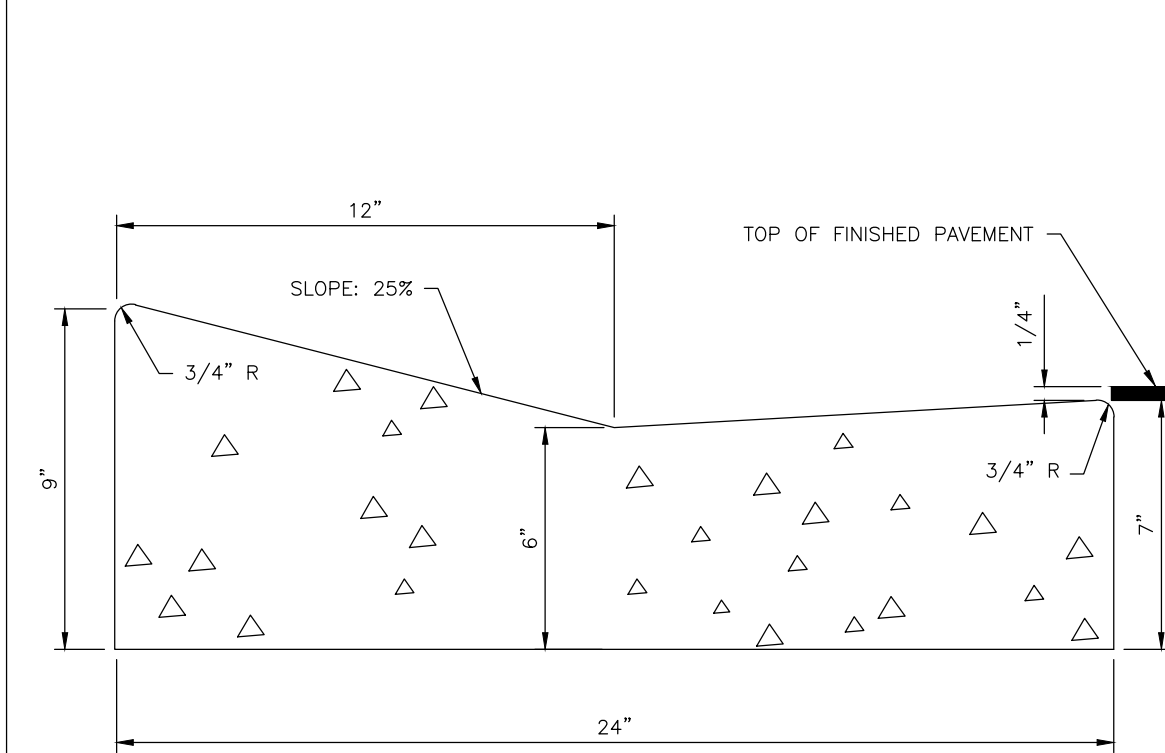 12”
TOP OF FINISHED PAVEMENT
SLOPE: 25%
1/4”
3/4” R
3/4” R
9”
6”
7”
24”